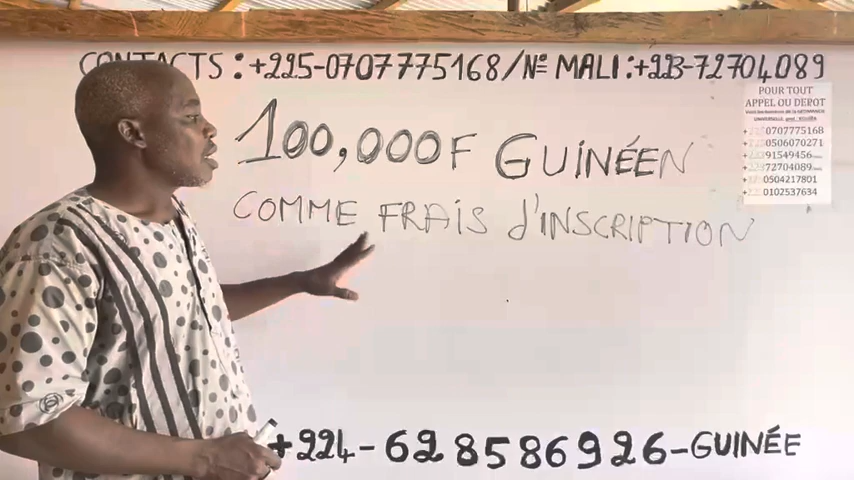 CONTACTS : +225-0707775168/Nº MALI:+223-72704089
100,000F GUINÉEN
COMME FRAIS d'INSCRIPTION
+224-628586926-GUINÉE
POUR TOUT
APPEL OU DEPOT
0707775168
0506070271
91549456
72704089
0504217801
0102537634